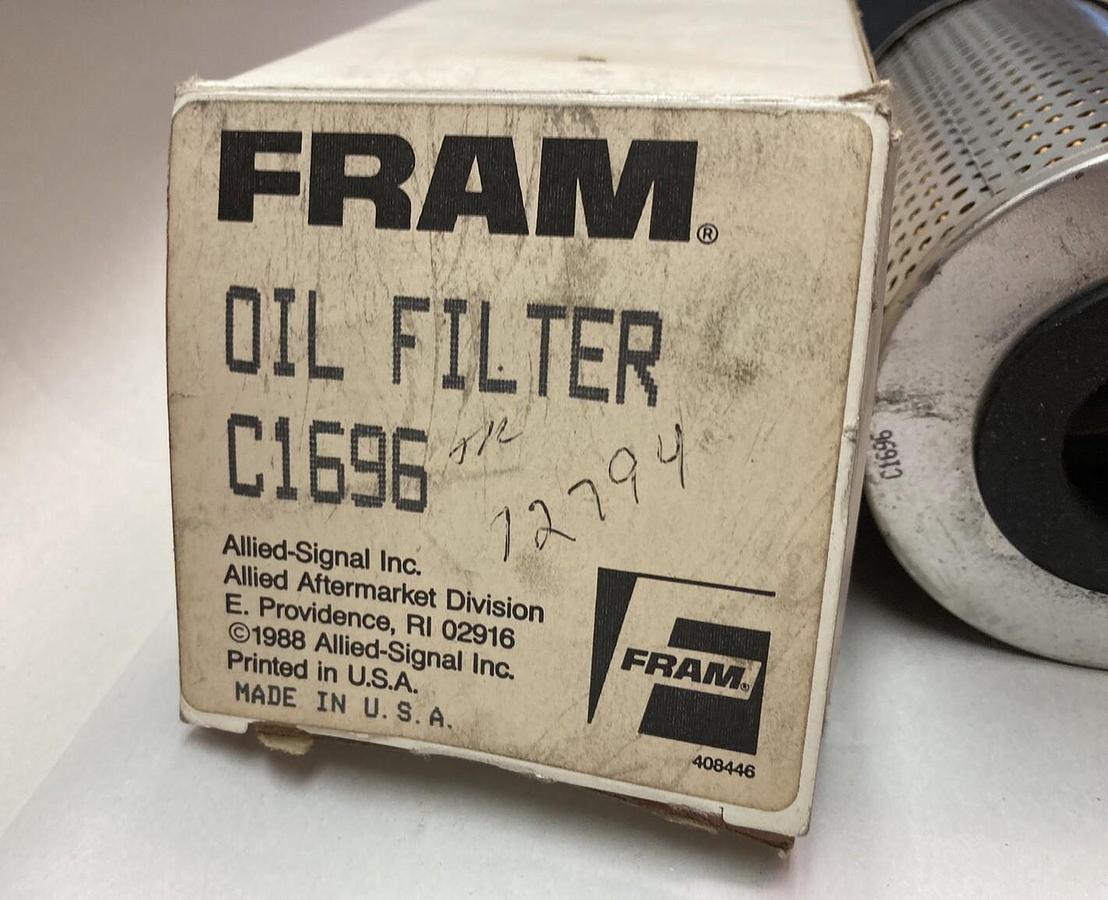 FRAM®
OIL FILTER
C1696
12794
Allied-Signal Inc.
Allied Aftermarket Division
E. Providence, RI 02916
©1988 Allied-Signal Inc.
Printed in U.S.A.
MADE IN U.S.A.
FRAM®
408446
C1696